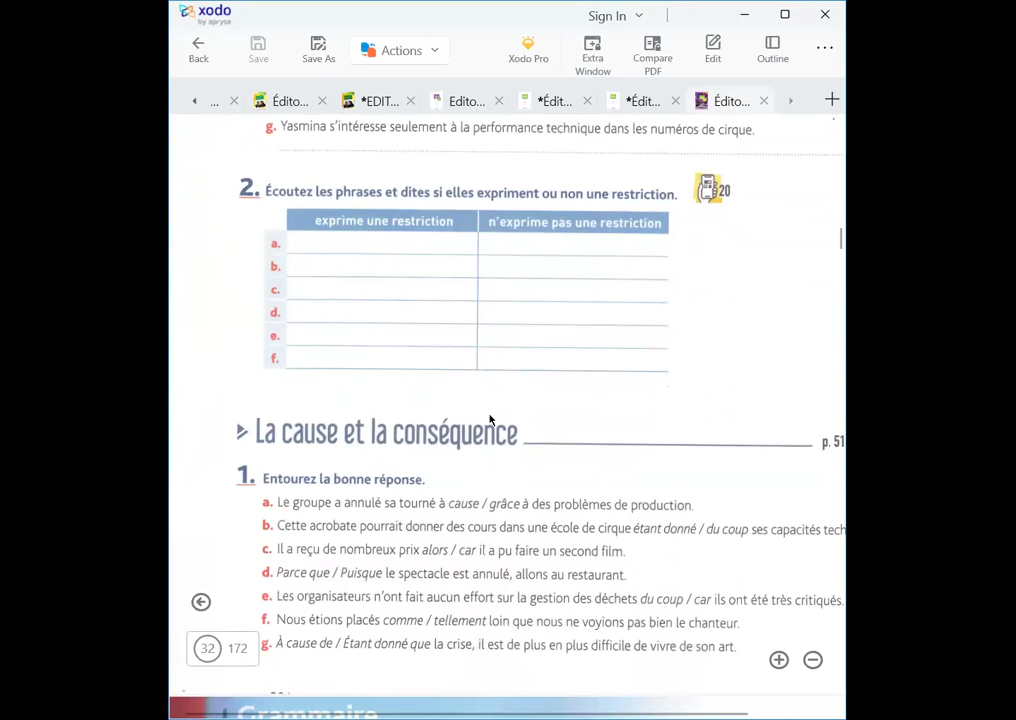 xodo
by apryse
Sign In
Back
Save
Save As
Actions
Xodo Pro
Extra
Window
Compare
PDF
Edit
Outline
...
Édito...
*EDIT...
Edito...
*Édit...
*Édit...
Édito...
g. Yasmina s'intéresse seulement à la performance technique dans les numéros de cirque.
2. Écoutez les phrases et dites si elles expriment ou non une restriction. 20
exprime une restriction n'exprime pas une restriction
a.
b.
c.
d.
e.
f.
La cause et la conséquence p. 51
1. Entourez la bonne réponse.
a. Le groupe a annulé sa tourné à cause / grâce à des problèmes de production.
b. Cette acrobate pourrait donner des cours dans une école de cirque étant donné / du coup ses capacités tech
c. Il a reçu de nombreux prix alors / car il a pu faire un second film.
d. Parce que / Puisque le spectacle est annulé, allons au restaurant.
e. Les organisateurs n'ont fait aucun effort sur la gestion des déchets du coup / car ils ont été très critiqués.
f. Nous étions placés comme / tellement loin que nous ne voyions pas bien le chanteur.
g. À cause de / Étant donné que la crise, il est de plus en plus difficile de vivre de son art.
32 172
Grammaire